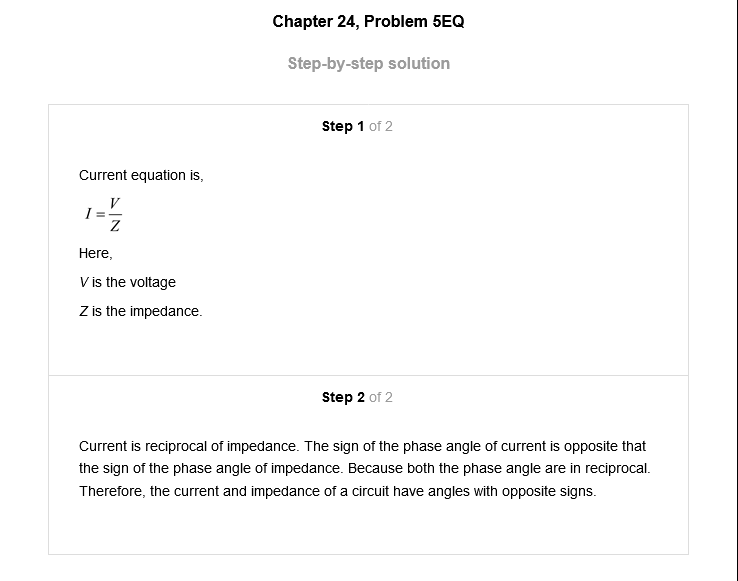 Chapter 24, Problem 5EQ
Step-by-step solution
Step 1 of 2
Current equation is,
I = V/Z
Here,
V is the voltage
Z is the impedance.
Step 2 of 2
Current is reciprocal of impedance. The sign of the phase angle of current is opposite that
the sign of the phase angle of impedance. Because both the phase angle are in reciprocal.
Therefore, the current and impedance of a circuit have angles with opposite signs.